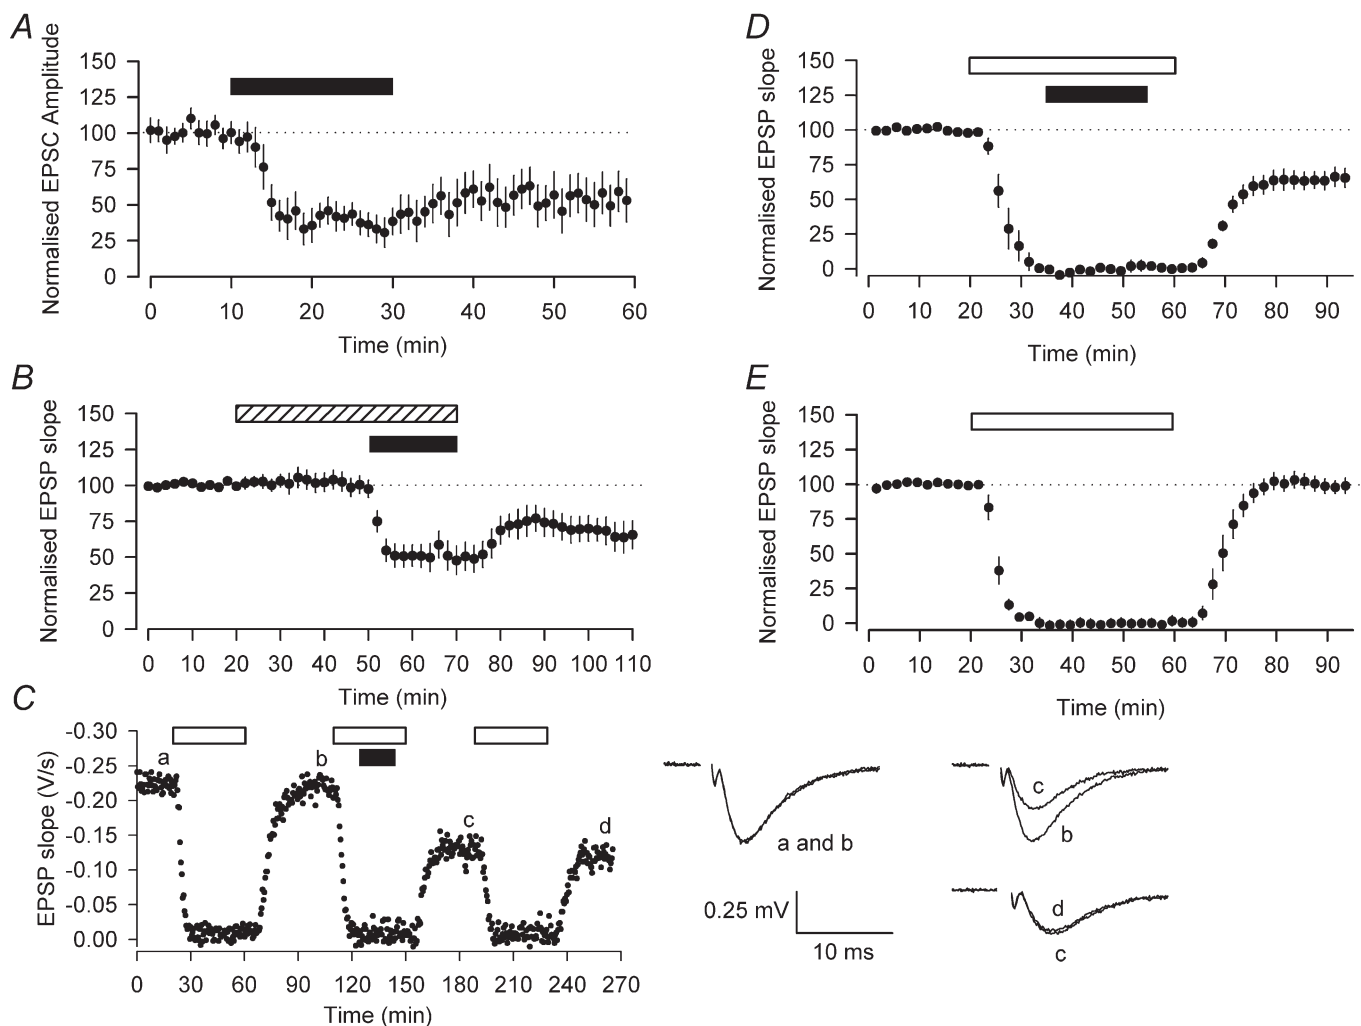 A
Normalised EPSC Amplitude
150
125
100
75
50
25
0
0 10 20 30 40 50 60
Time (min)
B
Normalised EPSP slope
150
125
100
75
50
25
0
0 10 20 30 40 50 60 70 80 90 100 110
Time (min)
C
EPSP slope (V/s)
-0.30
-0.25
-0.20
-0.15
-0.10
-0.05
0.00
a
b
c
d
0 30 60 90 120 150 180 210 240 270
Time (min)
a and b
c
b
d
c
0.25 mV
10 ms
D
Normalised EPSP slope
150
125
100
75
50
25
0
0 10 20 30 40 50 60 70 80 90
Time (min)
E
Normalised EPSP slope
150
125
100
75
50
25
0
0 10 20 30 40 50 60 70 80 90
Time (min)